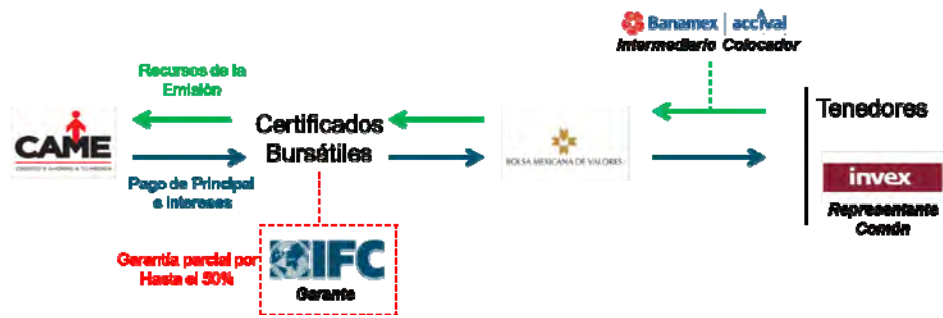 Banamex | accival
Intermediario Colocador
Recursos de la
Emisión
Tenedores
CAME
Certificados
Bursátiles
BOLSA MEXICANA DE VALORES
invex
Pago de Principal
e Intereses
Representante
Común
Garantía parcial por
Hasta el 50%
IFC
Garante